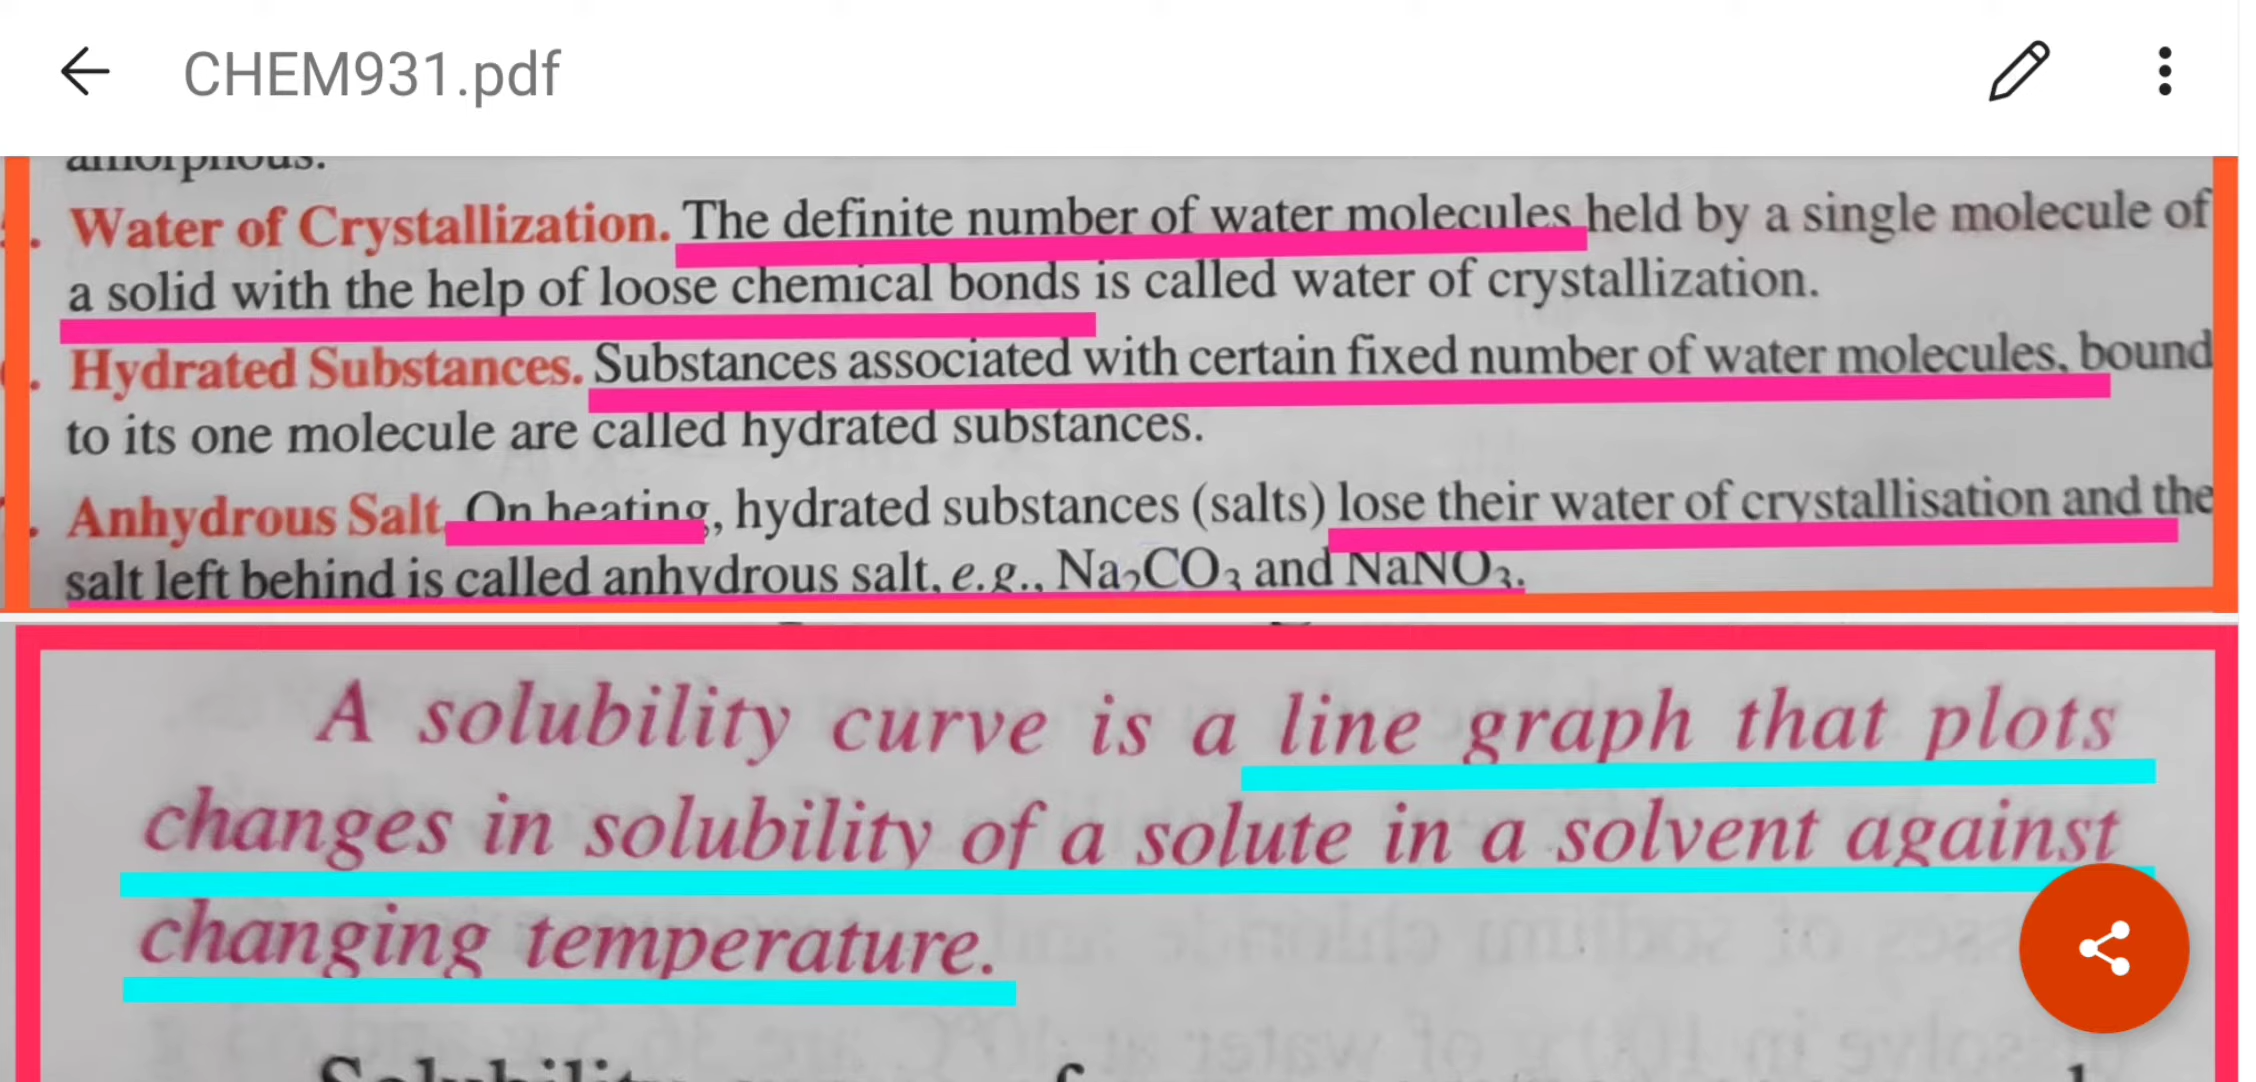 CHEM931.pdf
amorphous.
. Water of Crystallization. The definite number of water molecules held by a single molecule of
a solid with the help of loose chemical bonds is called water of crystallization.
. Hydrated Substances. Substances associated with certain fixed number of water molecules, bound
to its one molecule are called hydrated substances.
. Anhydrous Salt. On heating, hydrated substances (salts) lose their water of crystallisation and the
salt left behind is called anhydrous salt, e.g., Na₂CO₃ and NaNO₃.
A solubility curve is a line graph that plots
changes in solubility of a solute in a solvent against
changing temperature.